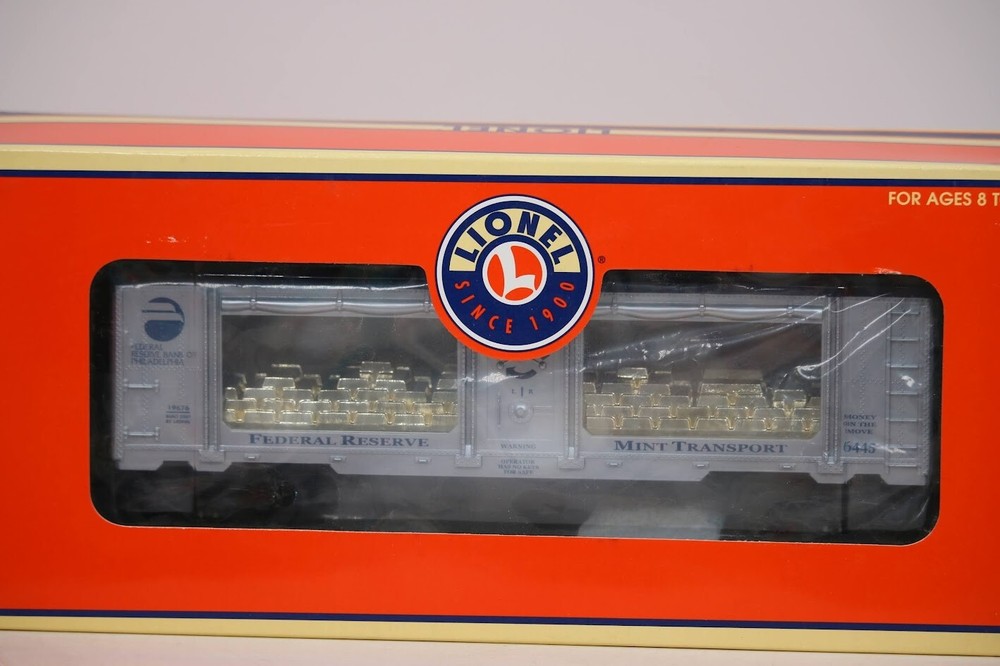 LIONEL
FOR AGES 8 T
LIONEL
L
SINCE 1900
®
FEDERAL
RESERVE BANK OF
PHILADELPHIA
L R
FEDERAL RESERVE
WARNING
MINT TRANSPORT
MONEY
ON THE
MOVE
6445